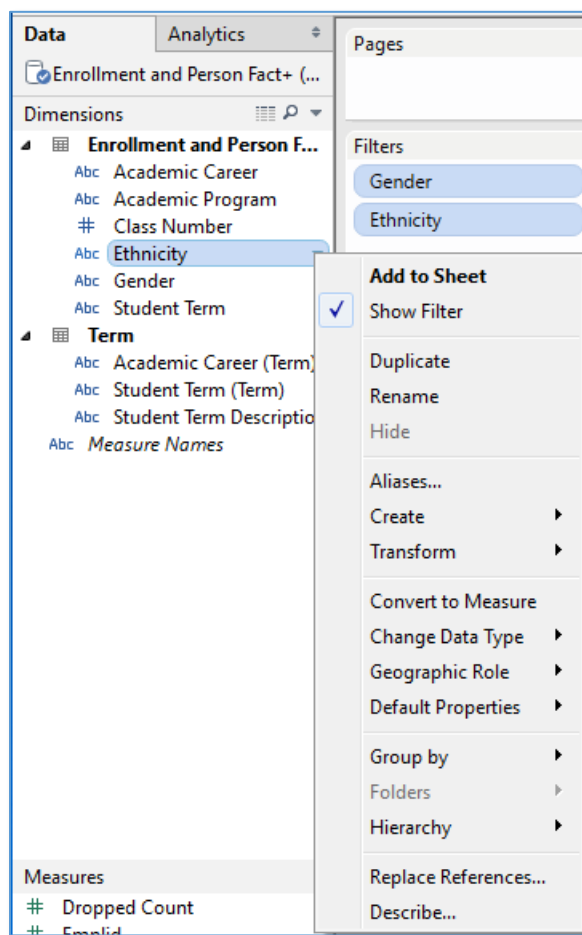 Data
Analytics
Enrollment and Person Fact+ (...
Dimensions
Enrollment and Person F...
Abc Academic Career
Abc Academic Program
# Class Number
Abc Ethnicity
Abc Gender
Abc Student Term
Term
Abc Academic Career (Term)
Abc Student Term (Term)
Abc Student Term Descriptio
Abc Measure Names
Measures
# Dropped Count
# Emplid
Pages
Filters
Gender
Ethnicity
Add to Sheet
Show Filter
Duplicate
Rename
Hide
Aliases...
Create
Transform
Convert to Measure
Change Data Type
Geographic Role
Default Properties
Group by
Folders
Hierarchy
Replace References...
Describe...